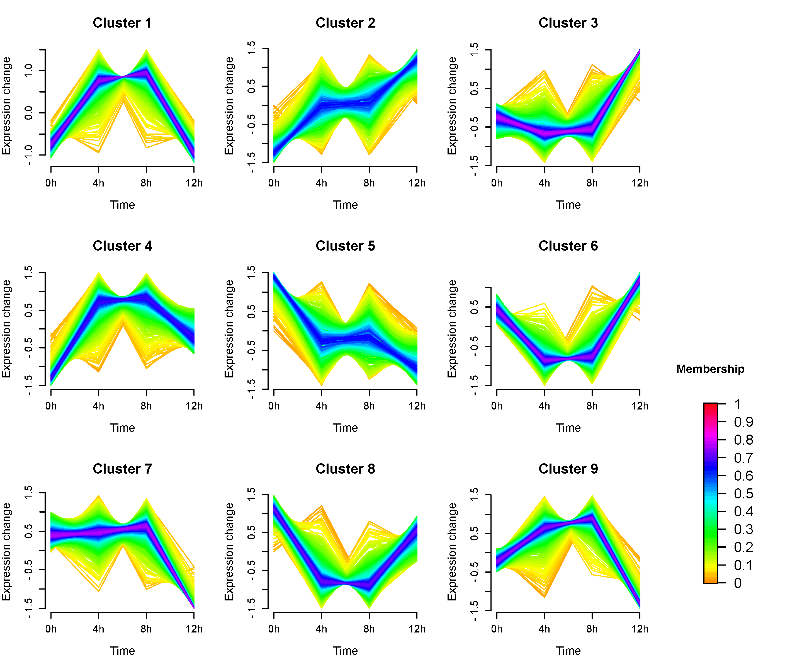 Cluster 1
Expression change
-1.0 0.0 1.0
0h 4h 8h 12h
Time
Cluster 2
Expression change
-1.5 -0.5 0.5 1.5
0h 4h 8h 12h
Time
Cluster 3
Expression change
-1.5 -0.5 0.5 1.5
0h 4h 8h 12h
Time
Cluster 4
Expression change
-1.5 -0.5 0.5 1.5
0h 4h 8h 12h
Time
Cluster 5
Expression change
-1.5 -0.5 0.5 1.5
0h 4h 8h 12h
Time
Cluster 6
Expression change
-1.5 -0.5 0.5
0h 4h 8h 12h
Time
Membership
1
0.9
0.8
0.7
0.6
0.5
0.4
0.3
0.2
0.1
0
Cluster 7
Expression change
-1.5 -0.5 0.5 1.5
0h 4h 8h 12h
Time
Cluster 8
Expression change
-1.5 -0.5 0.5 1.5
0h 4h 8h 12h
Time
Cluster 9
Expression change
-1.5 -0.5 0.5 1.5
0h 4h 8h 12h
Time